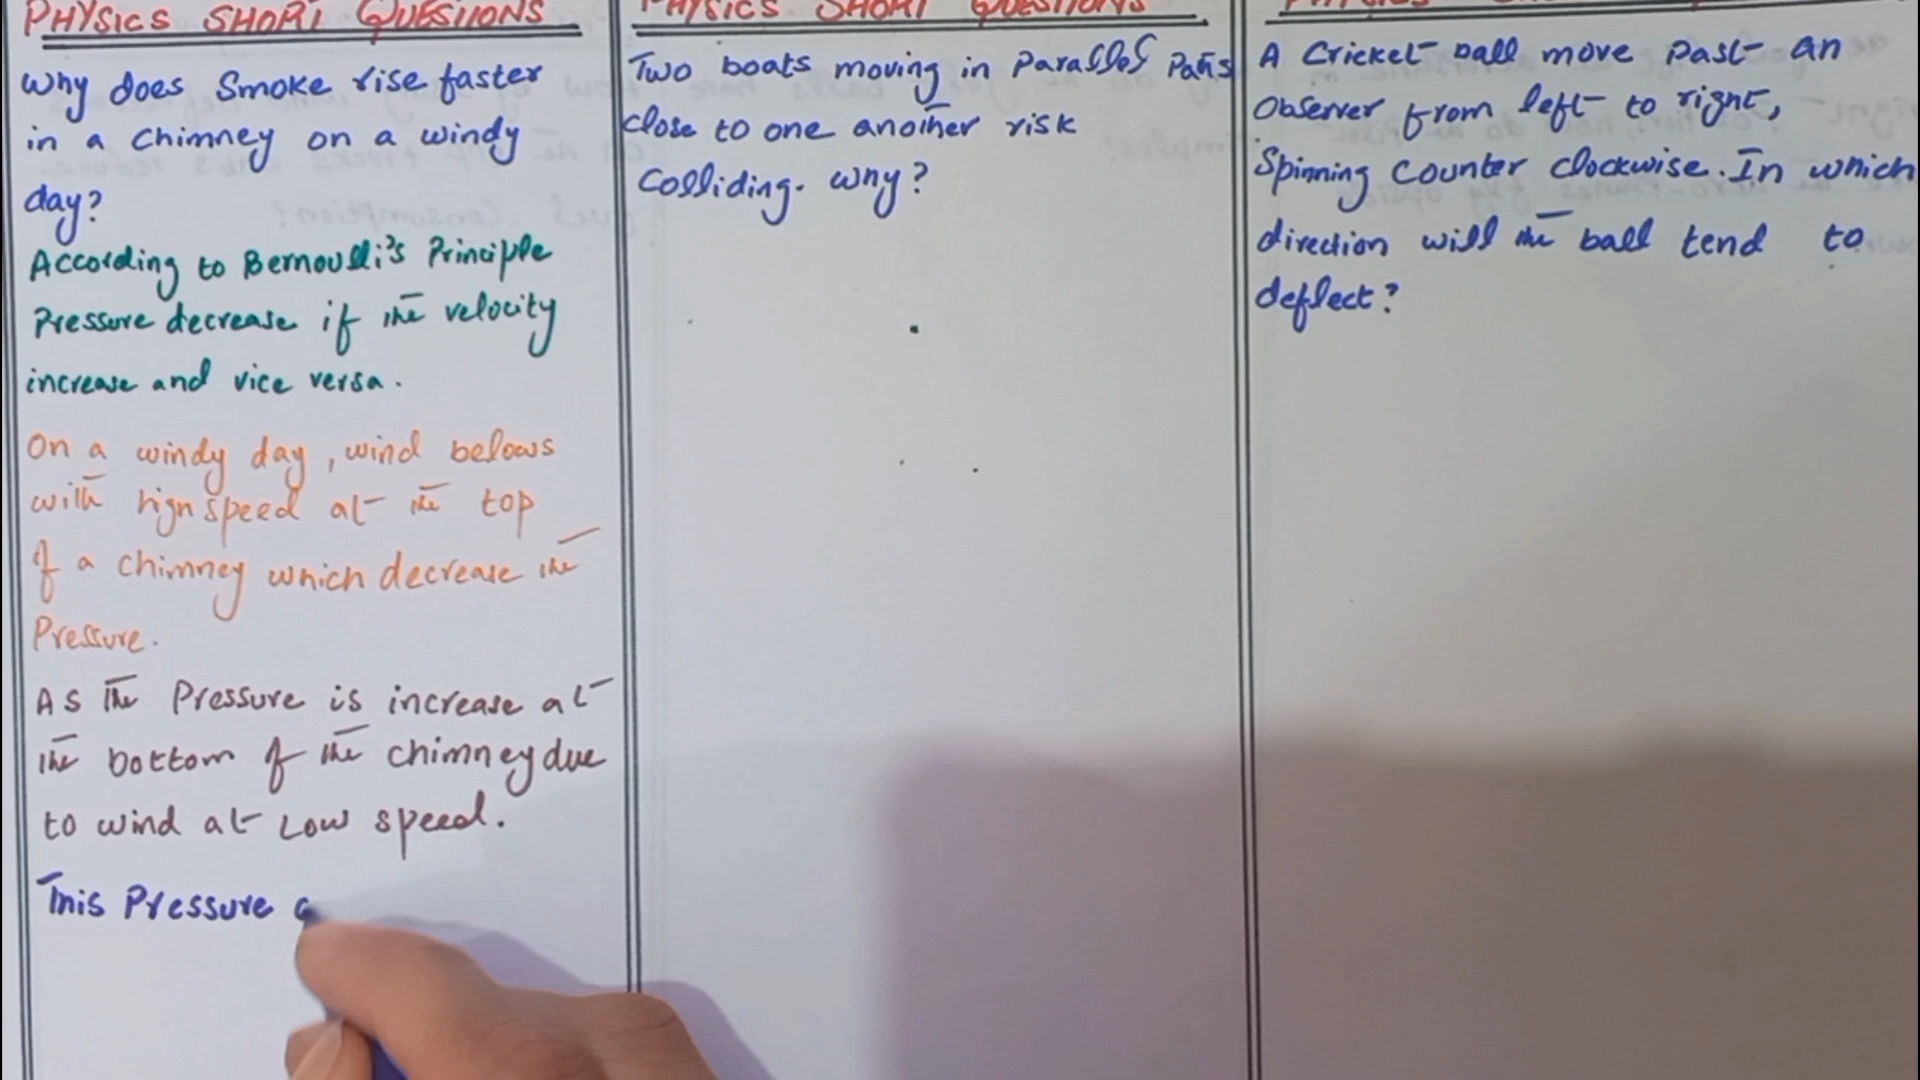 PHYSICS SHORT QUESTIONS
Why does Smoke rise faster
in a chimney on a windy
day?
According to Bernoulli's Principle
Pressure decrease if the velocity
increase and vice versa.
On a windy day, wind belows
with high speed at the top
of a chimney which decrease the
Pressure.
As the Pressure is increase at
the bottom of the chimney due
to wind at Low speed.
This Pressure
PHYSICS SHORT QUESTIONS
Two boats moving in Parallel Paths
close to one another risk
Colliding. Why?
A Cricket ball move past an
Observer from left to right,
Spinning Counter clockwise. In which
direction will the ball tend to
deflect?